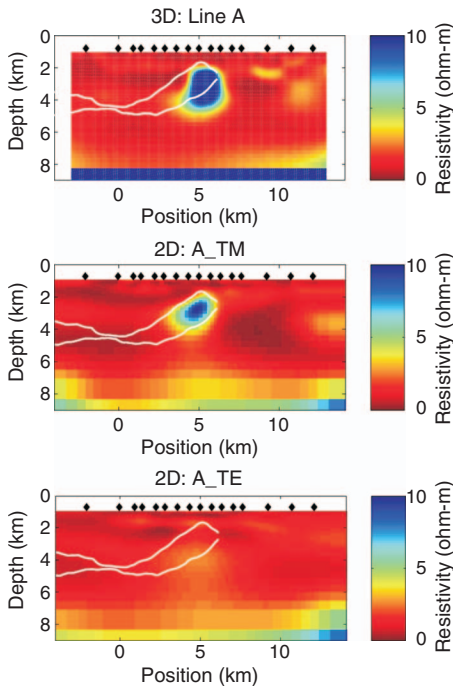 3D: Line A
0
2
4
6
8
Depth (km)
0
5
10
Position (km)
10
5
0
Resistivity (ohm-m)
2D: A_TM
0
2
4
6
8
Depth (km)
0
5
10
Position (km)
10
5
0
Resistivity (ohm-m)
2D: A_TE
0
2
4
6
8
Depth (km)
0
5
10
Position (km)
10
5
0
Resistivity (ohm-m)